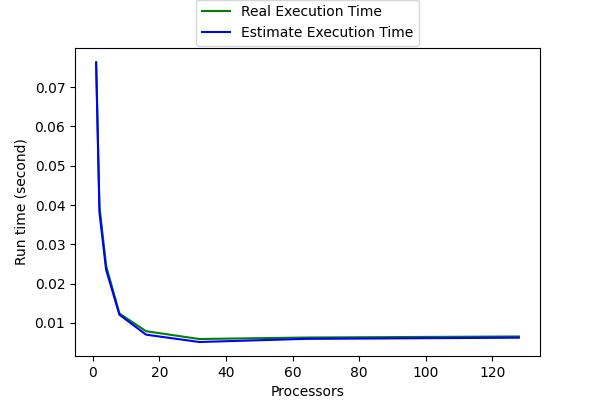 Real Execution Time
Estimate Execution Time
0.07
0.06
0.05
0.04
0.03
0.02
0.01
Run time (second)
0 20 40 60 80 100 120
Processors